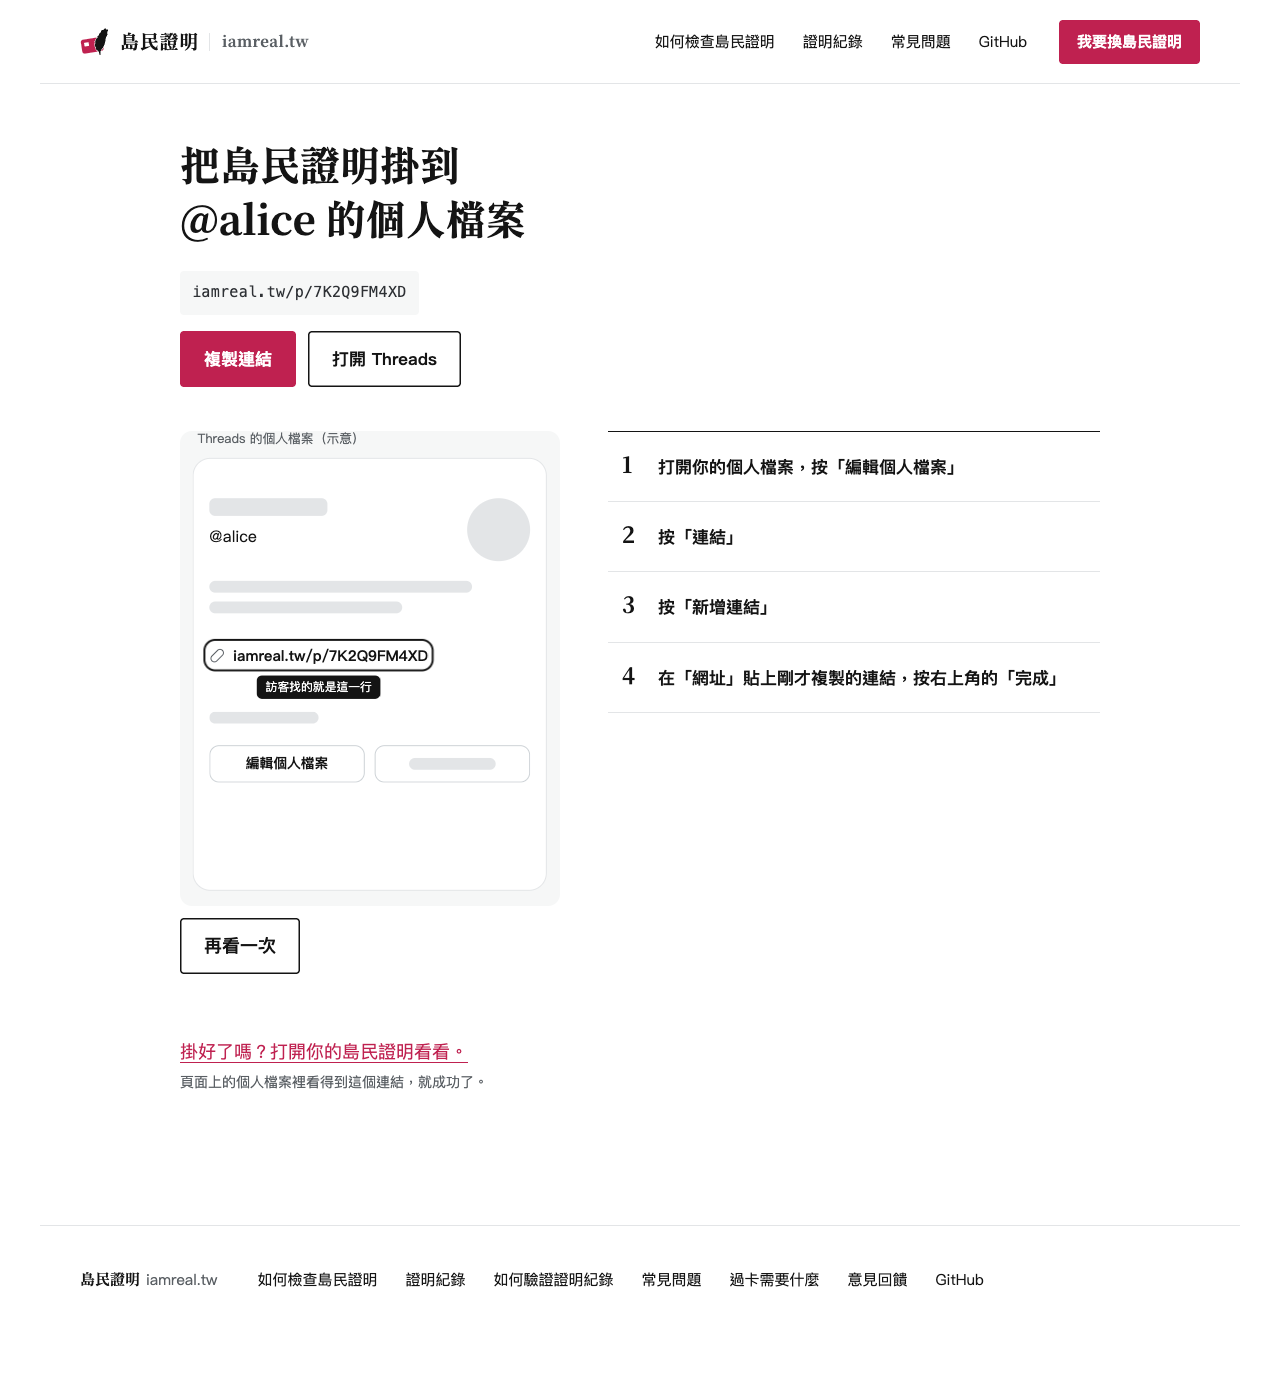 島民證明 iamreal.tw
如何檢查島民證明 證明紀錄 常見問題 GitHub 我要換島民證明
把島民證明掛到
@alice 的個人檔案
iamreal.tw/p/7K2Q9FM4XD
複製連結 打開 Threads
Threads 的個人檔案（示意）
@alice
iamreal.tw/p/7K2Q9FM4XD
訪客找的就是這一行
編輯個人檔案
再看一次
1 打開你的個人檔案，按「編輯個人檔案」
2 按「連結」
3 按「新增連結」
4 在「網址」貼上剛才複製的連結，按右上角的「完成」
掛好了嗎？打開你的島民證明看看。
頁面上的個人檔案裡看得到這個連結，就成功了。
島民證明 iamreal.tw 如何檢查島民證明 證明紀錄 如何驗證證明紀錄 常見問題 過卡需要什麼 意見回饋 GitHub